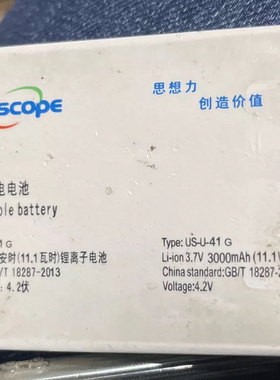 scope
思想力
创造价值
电电池
ble battery
G
Type: US-U-41 G
安时(11.1瓦时)锂离子电池
Li-ion 3.7V 3000mAh (11.1
/T 18287-2013
China standard:GB/T 18287-
: 4.2伏
Voltage:4.2V